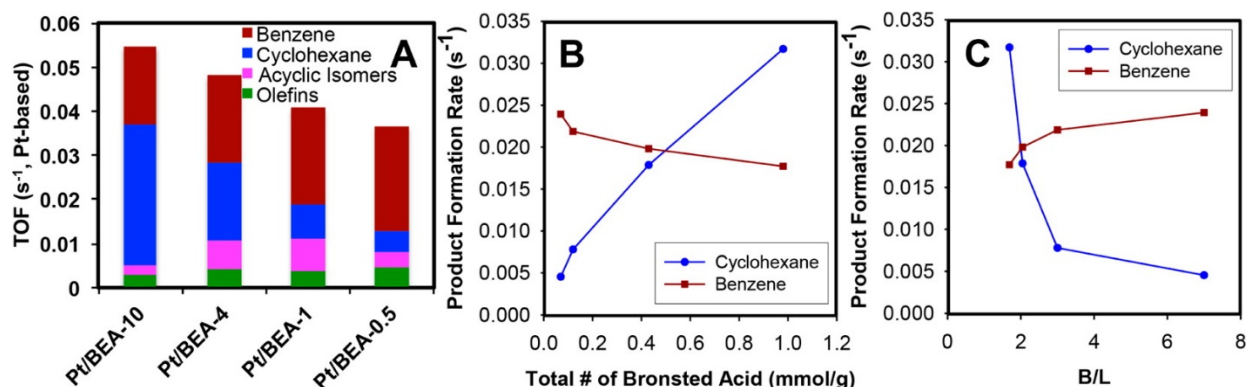 A
TOF (s⁻¹, Pt-based)
0.06
0.05
0.04
0.03
0.02
0.01
0
Benzene
Cyclohexane
Acyclic Isomers
Olefins
Pt/BEA-10
Pt/BEA-4
Pt/BEA-1
Pt/BEA-0.5
B
Product Formation Rate (s⁻¹)
0.035
0.030
0.025
0.020
0.015
0.010
0.005
0.000
Cyclohexane
Benzene
0.0 0.2 0.4 0.6 0.8 1.0 1.2
Total # of Bronsted Acid (mmol/g)
C
Product Formation Rate (s⁻¹)
0.035
0.030
0.025
0.020
0.015
0.010
0.005
0.000
Cyclohexane
Benzene
0 2 4 6 8
B/L